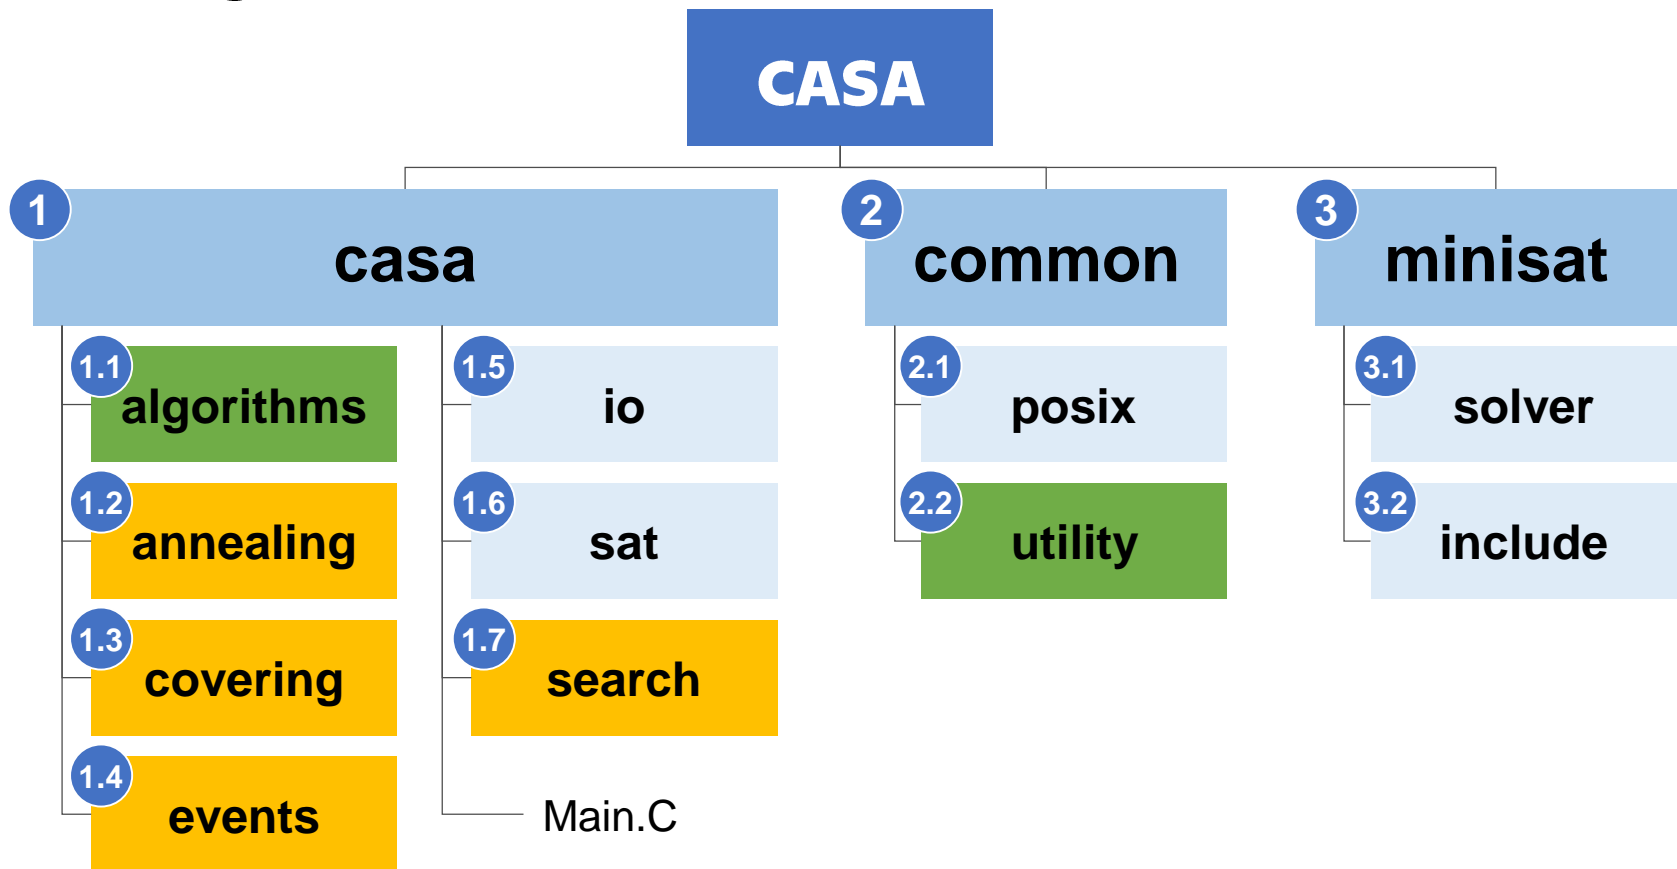 CASA
1
casa
1.1
algorithms
1.2
annealing
1.3
covering
1.4
events
1.5
io
1.6
sat
1.7
search
Main.C
2
common
2.1
posix
2.2
utility
3
minisat
3.1
solver
3.2
include